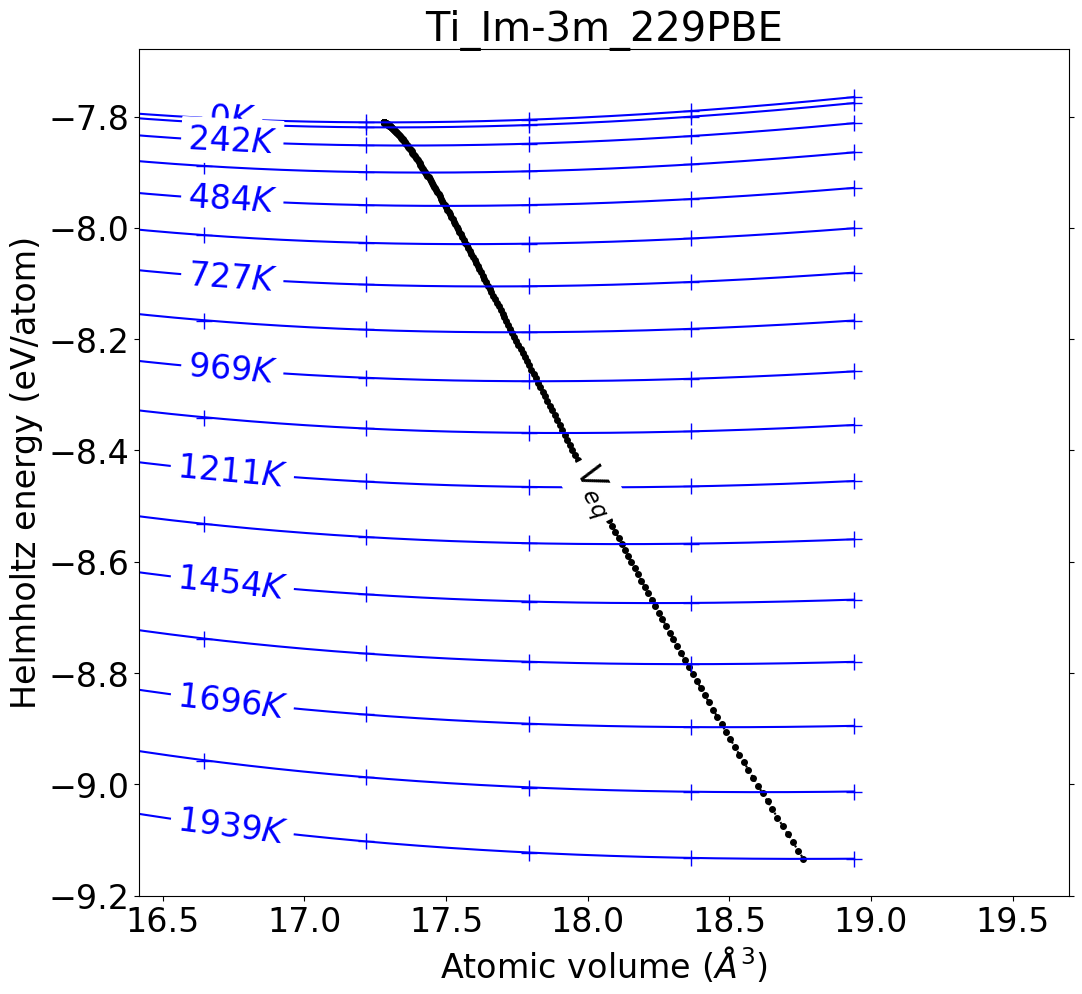 Ti_Im-3m_229PBE
Helmholtz energy (eV/atom)
−7.8
−8.0
−8.2
−8.4
−8.6
−8.8
−9.0
−9.2
0K
242K
484K
727K
969K
1211K
1454K
1696K
1939K
V_eq
16.5 17.0 17.5 18.0 18.5 19.0 19.5
Atomic volume (Å³)